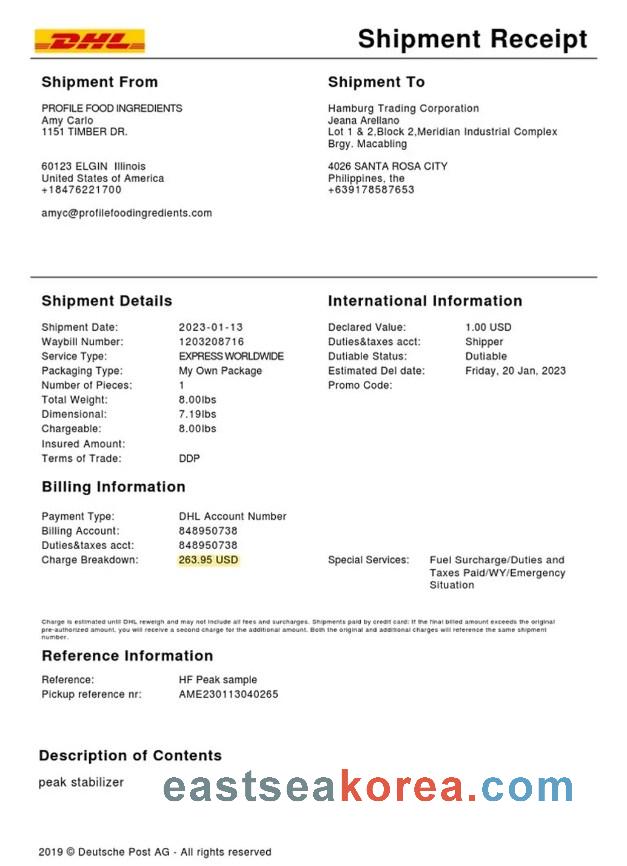 DHL
Shipment Receipt
Shipment From
PROFILE FOOD INGREDIENTS
Amy Carlo
1151 TIMBER DR.
60123 ELGIN Illinois
United States of America
+18476221700
amyc@profilefoodingredients.com
Shipment To
Hamburg Trading Corporation
Jeana Arellano
Lot 1 & 2,Block 2,Meridian Industrial Complex
Brgy. Macabling
4026 SANTA ROSA CITY
Philippines, the
+639178587653
Shipment Details
Shipment Date: 2023-01-13
Waybill Number: 1203208716
Service Type: EXPRESS WORLDWIDE
Packaging Type: My Own Package
Number of Pieces: 1
Total Weight: 8.00lbs
Dimensional: 7.19lbs
Chargeable: 8.00lbs
Insured Amount:
Terms of Trade: DDP
International Information
Declared Value: 1.00 USD
Duties&taxes acct: Shipper
Dutiable Status: Dutiable
Estimated Del date: Friday, 20 Jan, 2023
Promo Code:
Billing Information
Payment Type: DHL Account Number
Billing Account: 848950738
Duties&taxes acct: 848950738
Charge Breakdown: 263.95 USD
Special Services: Fuel Surcharge/Duties and
Taxes Paid/WY/Emergency
Situation
Charge is estimated until DHL reweigh and may not include all fees and surcharges. Shipments paid by credit card: If the final billed amount exceeds the original
pre-authorized amount, you will receive a second charge for the additional amount. Both the original and additional charges will reference the same shipment
number.
Reference Information
Reference: HF Peak sample
Pickup reference nr: AME230113040265
Description of Contents
peak stabilizer
eastseakorea.com
2019 © Deutsche Post AG - All rights reserved